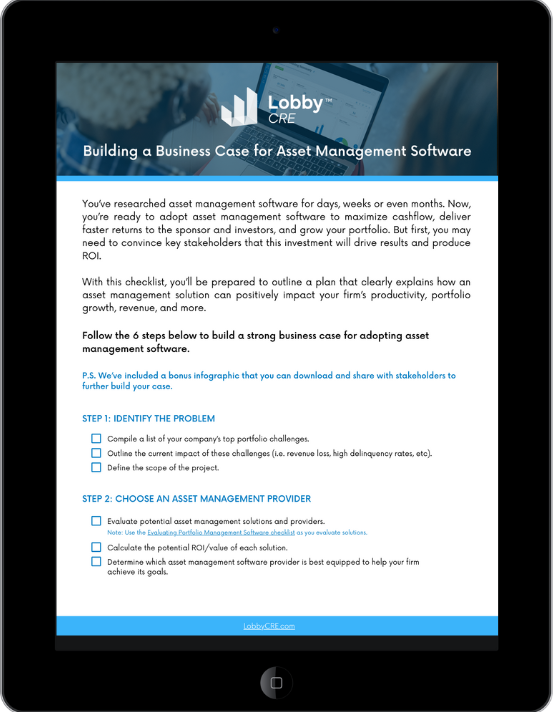 Lobby™
CRE
Building a Business Case for Asset Management Software
You've researched asset management software for days, weeks or even months. Now,
you're ready to adopt asset management software to maximize cashflow, deliver
faster returns to the sponsor and investors, and grow your portfolio. But first, you may
need to convince key stakeholders that this investment will drive results and produce
ROI.
With this checklist, you'll be prepared to outline a plan that clearly explains how an
asset management solution can positively impact your firm's productivity, portfolio
growth, revenue, and more.
Follow the 6 steps below to build a strong business case for adopting asset
management software.
P.S. We've included a bonus infographic that you can download and share with stakeholders to
further build your case.
STEP 1: IDENTIFY THE PROBLEM
Compile a list of your company's top portfolio challenges.
Outline the current impact of these challenges (i.e. revenue loss, high delinquency rates, etc).
Define the scope of the project.
STEP 2: CHOOSE AN ASSET MANAGEMENT PROVIDER
Evaluate potential asset management solutions and providers.
Note: Use the Evaluating Portfolio Management Software checklist as you evaluate solutions.
Calculate the potential ROI/value of each solution.
Determine which asset management software provider is best equipped to help your firm
achieve its goals.
LobbyCRE.com